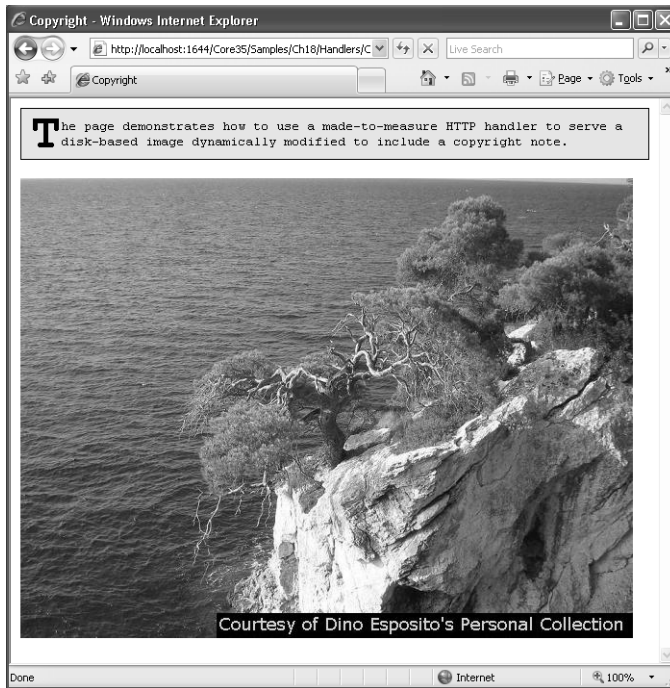 Copyright - Windows Internet Explorer
http://localhost:1644/Core35/Samples/Ch18/Handlers/C
Live Search
Copyright
Page
Tools
The page demonstrates how to use a made-to-measure HTTP handler to serve a
disk-based image dynamically modified to include a copyright note.
Courtesy of Dino Esposito's Personal Collection
Done
Internet
100%